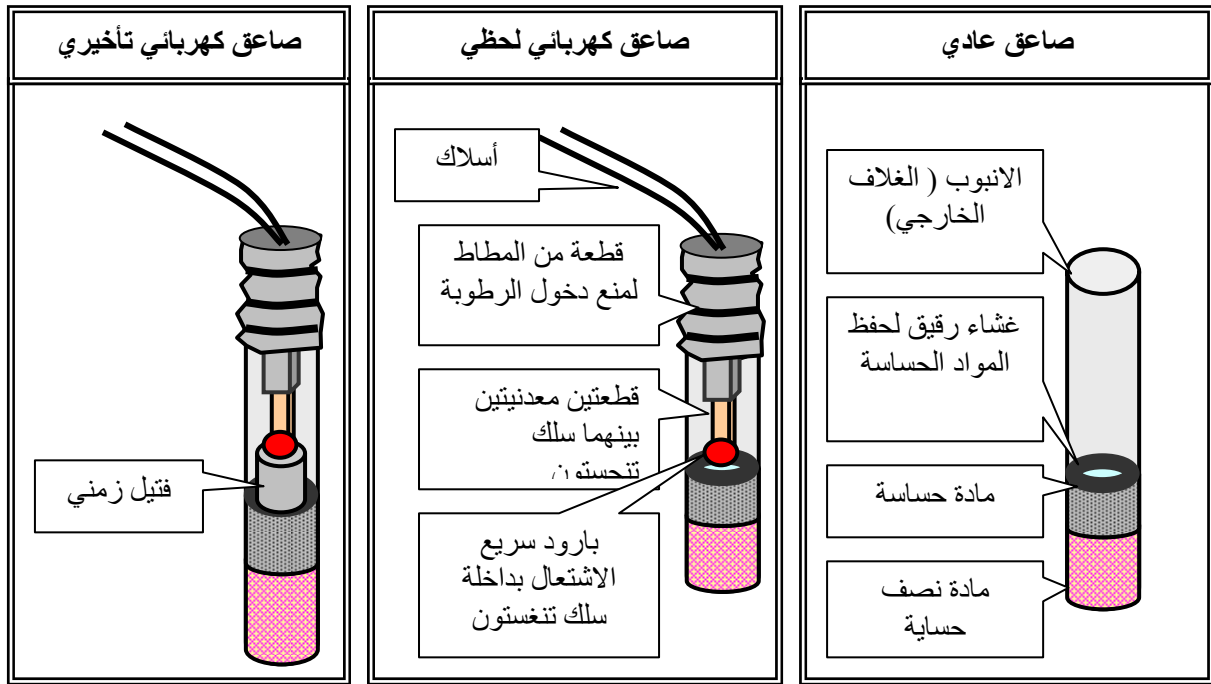 صاعق عادي
الانبوب ( الغلاف
الخارجي)
غشاء رقيق لحفظ
المواد الحساسة
مادة حساسة
مادة نصف
حساية
صاعق كهربائي لحظي
أسلاك
قطعة من المطاط
لمنع دخول الرطوبة
قطعتين معدنيتين
بينهما سلك
تنجستون
بارود سريع
الاشتعال بداخلة
سلك تنغستون
صاعق كهربائي تأخيري
فتيل زمني